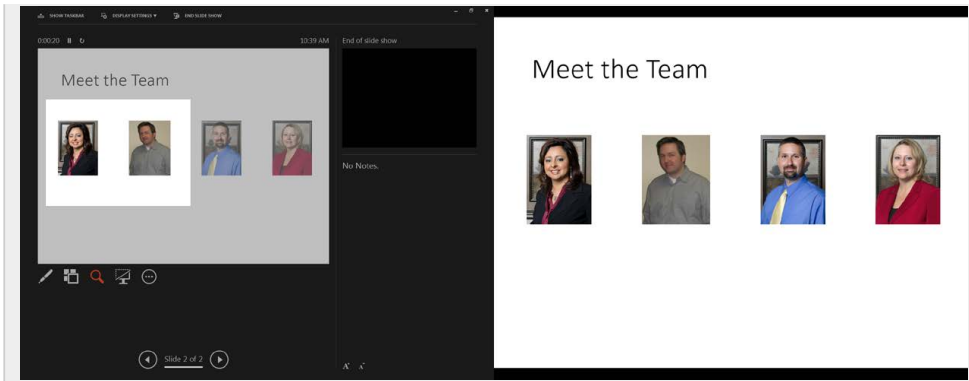 SHOW TASKBAR DISPLAY SETTINGS ▼ END SLIDE SHOW
0:00:20 10:39 AM
End of slide show
Meet the Team
No Notes.
Slide 2 of 2
A A
Meet the Team